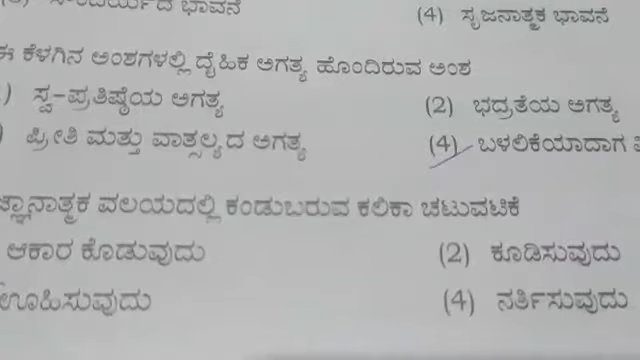 ಭಾವನೆ (4) ಸೃಜನಾತ್ಮಕ ಭಾವನೆ
ಈ ಕೆಳಗಿನ ಅಂಶಗಳಲ್ಲಿ ದೈಹಿಕ ಅಗತ್ಯ ಹೊಂದಿರುವ ಅಂಶ
) ಸ್ವ-ಪ್ರತಿಷ್ಠೆಯ ಅಗತ್ಯ (2) ಭದ್ರತೆಯ ಅಗತ್ಯ
) ಪ್ರೀತಿ ಮತ್ತು ವಾತ್ಸಲ್ಯದ ಅಗತ್ಯ (4) ಬಳಲಿಕೆಯಾದಾಗ
ಜ್ಞಾನಾತ್ಮಕ ವಲಯದಲ್ಲಿ ಕಂಡುಬರುವ ಕಲಿಕಾ ಚಟುವಟಿಕೆ
ಆಕಾರ ಕೊಡುವುದು (2) ಕೂಡಿಸುವುದು
ಊಹಿಸುವುದು (4) ನರ್ತಿಸುವುದು